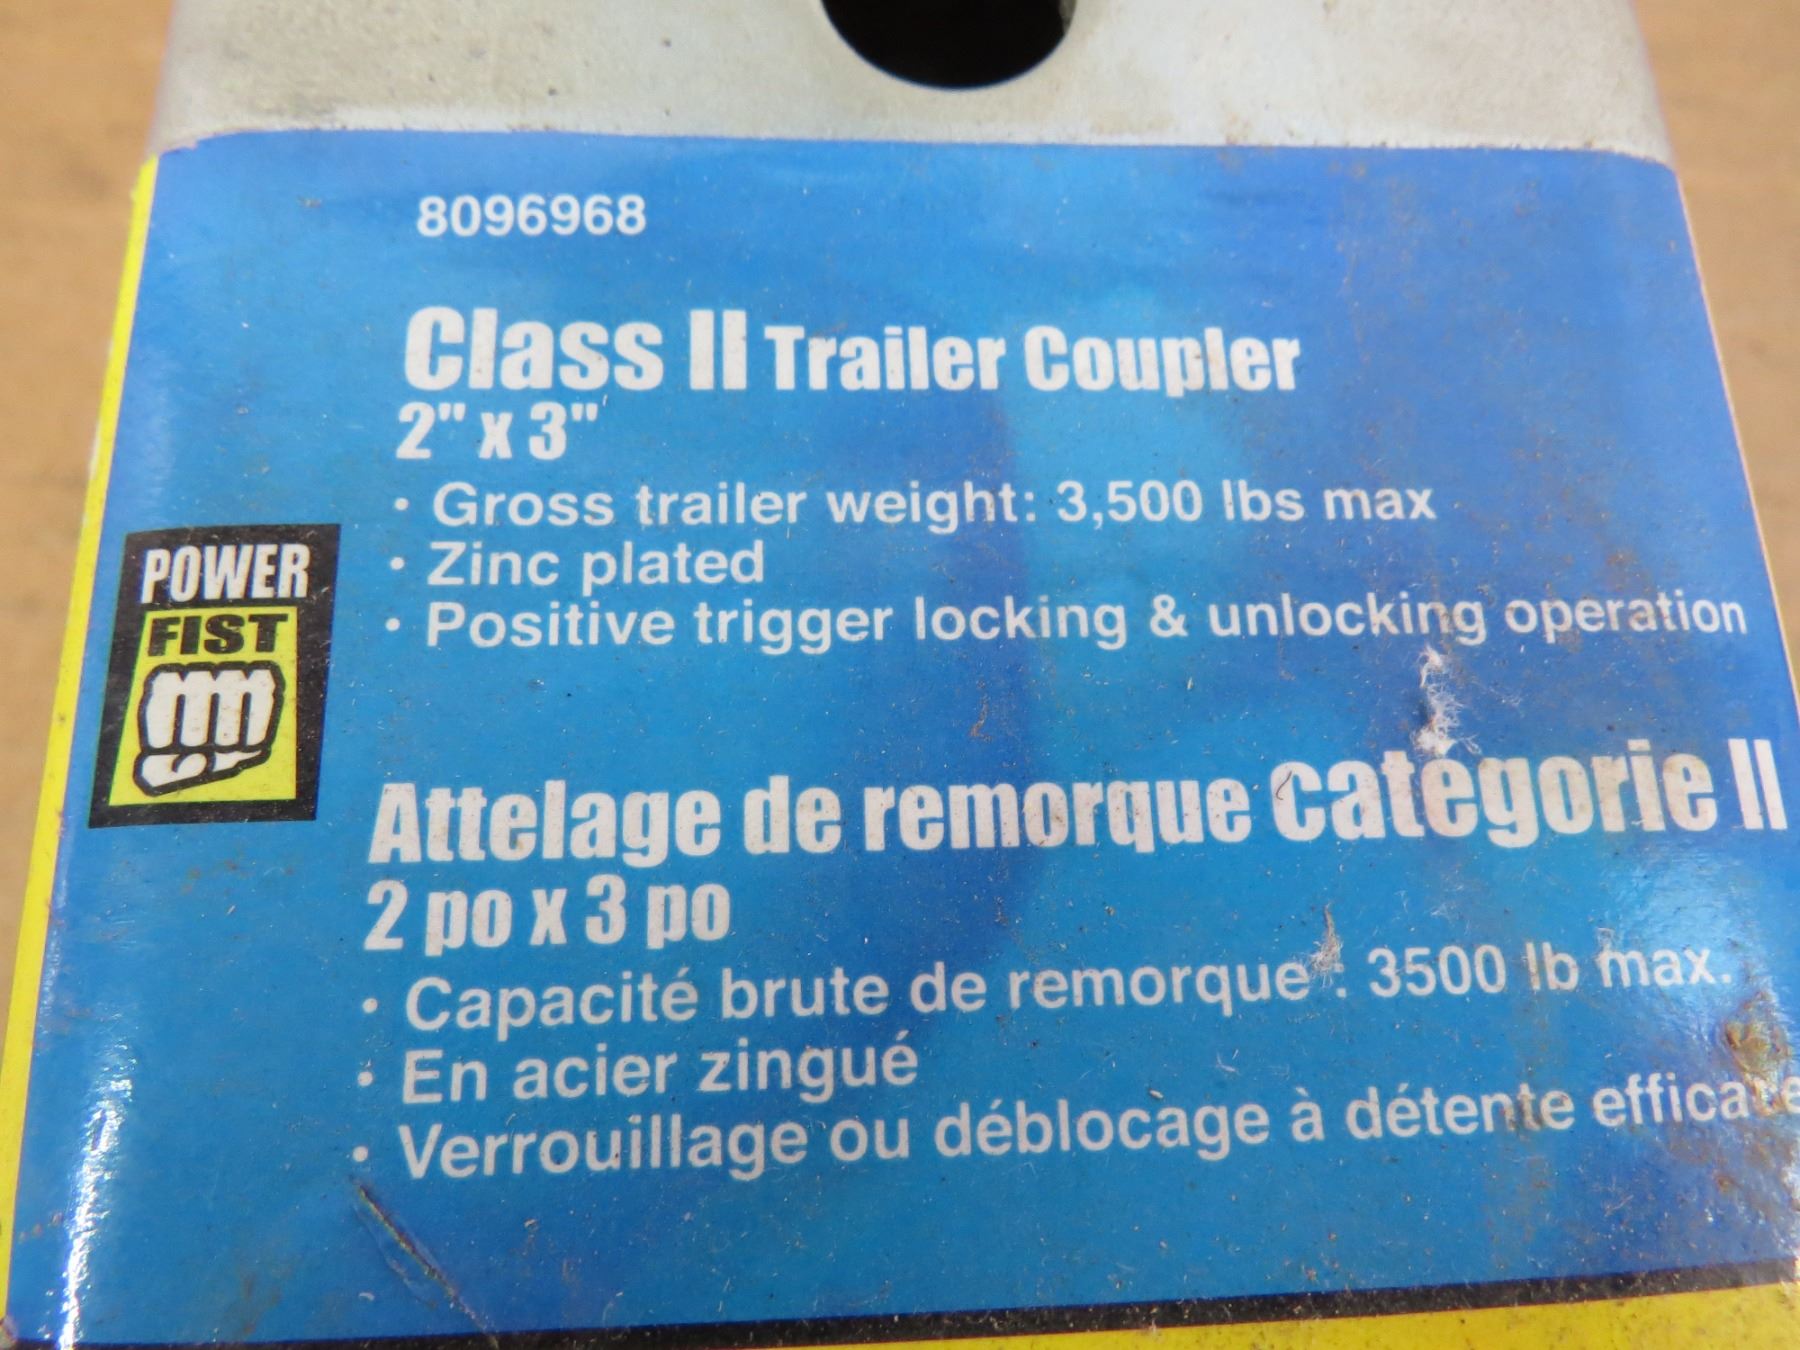 8096968
Class II Trailer Coupler
2" x 3"
• Gross trailer weight: 3,500 lbs max
• Zinc plated
• Positive trigger locking & unlocking operation
POWER
FIST
Attelage de remorque catégorie II
2 po x 3 po
• Capacité brute de remorque : 3500 lb max.
• En acier zingué
• Verrouillage ou déblocage à détente efficace